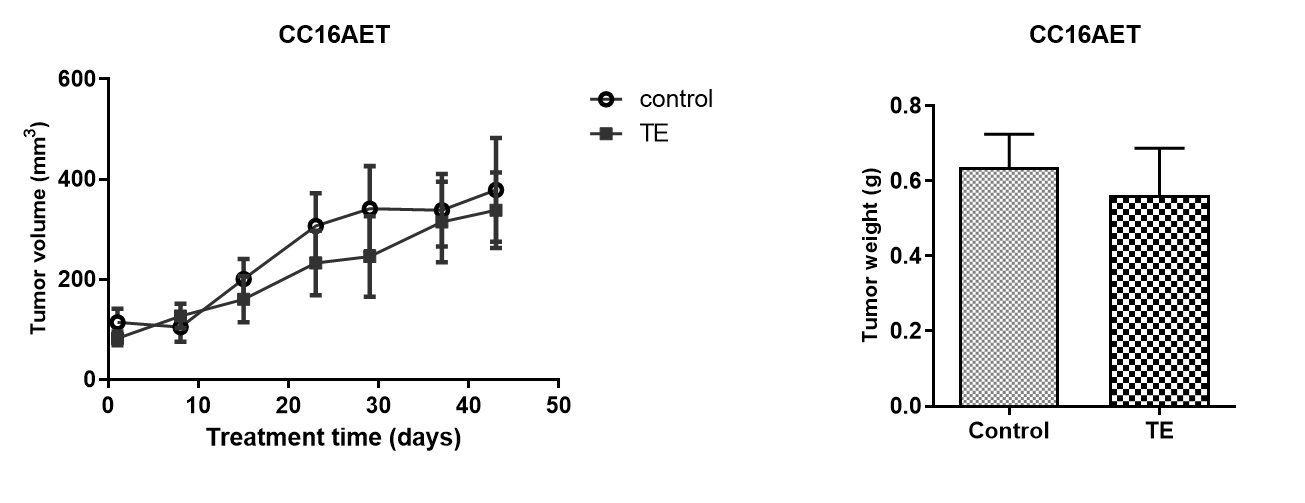 CC16AET
600
400
200
0
0 10 20 30 40 50
Tumor volume (mm³)
Treatment time (days)
control
TE
CC16AET
0.8
0.6
0.4
0.2
0.0
Tumor weight (g)
Control TE